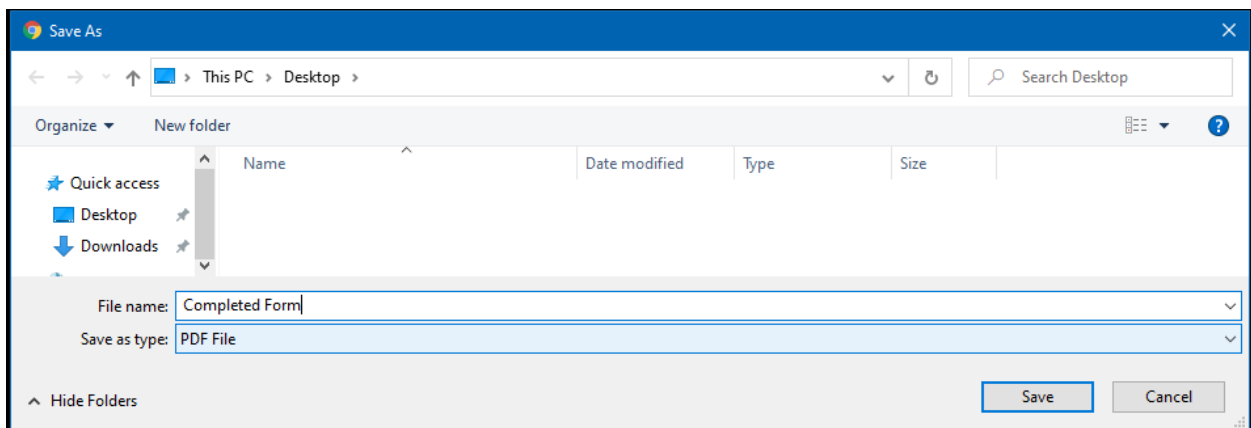 Save As
This PC > Desktop >
Search Desktop
Organize New folder
Name Date modified Type Size
Quick access
Desktop
Downloads
File name: Completed Form
Save as type: PDF File
Hide Folders Save Cancel